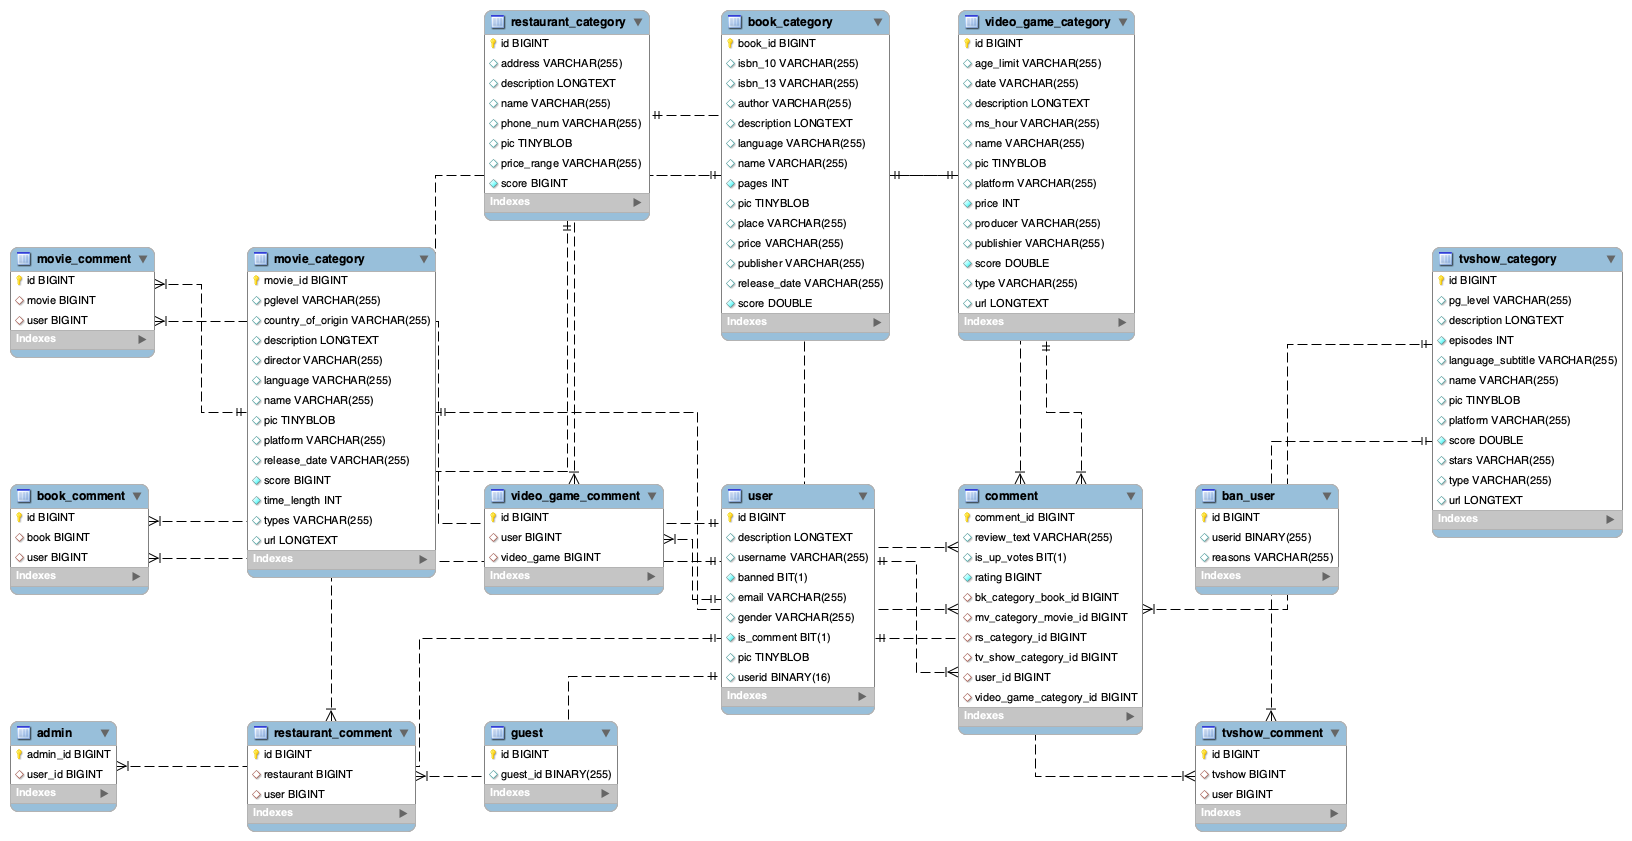 restaurant_category
id BIGINT
address VARCHAR(255)
description LONGTEXT
name VARCHAR(255)
phone_num VARCHAR(255)
pic TINYBLOB
price_range VARCHAR(255)
score BIGINT
Indexes
book_category
book_id BIGINT
isbn_10 VARCHAR(255)
isbn_13 VARCHAR(255)
author VARCHAR(255)
description LONGTEXT
language VARCHAR(255)
name VARCHAR(255)
pages INT
pic TINYBLOB
place VARCHAR(255)
price VARCHAR(255)
publisher VARCHAR(255)
release_date VARCHAR(255)
score DOUBLE
Indexes
video_game_category
id BIGINT
age_limit VARCHAR(255)
date VARCHAR(255)
description LONGTEXT
ms_hour VARCHAR(255)
name VARCHAR(255)
pic TINYBLOB
platform VARCHAR(255)
price INT
producer VARCHAR(255)
publishier VARCHAR(255)
score DOUBLE
type VARCHAR(255)
url LONGTEXT
Indexes
movie_comment
id BIGINT
movie BIGINT
user BIGINT
Indexes
movie_category
movie_id BIGINT
pglevel VARCHAR(255)
country_of_origin VARCHAR(255)
description LONGTEXT
director VARCHAR(255)
language VARCHAR(255)
name VARCHAR(255)
pic TINYBLOB
platform VARCHAR(255)
release_date VARCHAR(255)
score BIGINT
time_length INT
types VARCHAR(255)
url LONGTEXT
Indexes
tvshow_category
id BIGINT
pg_level VARCHAR(255)
description LONGTEXT
episodes INT
language_subtitle VARCHAR(255)
name VARCHAR(255)
pic TINYBLOB
platform VARCHAR(255)
score DOUBLE
stars VARCHAR(255)
type VARCHAR(255)
url LONGTEXT
Indexes
book_comment
id BIGINT
book BIGINT
user BIGINT
Indexes
video_game_comment
id BIGINT
user BIGINT
video_game BIGINT
Indexes
user
id BIGINT
description LONGTEXT
username VARCHAR(255)
banned BIT(1)
email VARCHAR(255)
gender VARCHAR(255)
is_comment BIT(1)
pic TINYBLOB
userid BINARY(16)
Indexes
comment
comment_id BIGINT
review_text VARCHAR(255)
is_up_votes BIT(1)
rating BIGINT
bk_category_book_id BIGINT
mv_category_movie_id BIGINT
rs_category_id BIGINT
tv_show_category_id BIGINT
user_id BIGINT
video_game_category_id BIGINT
Indexes
ban_user
id BIGINT
userid BINARY(255)
reasons VARCHAR(255)
Indexes
admin
admin_id BIGINT
user_id BIGINT
Indexes
restaurant_comment
id BIGINT
restaurant BIGINT
user BIGINT
Indexes
guest
id BIGINT
guest_id BINARY(255)
Indexes
tvshow_comment
id BIGINT
tvshow BIGINT
user BIGINT
Indexes